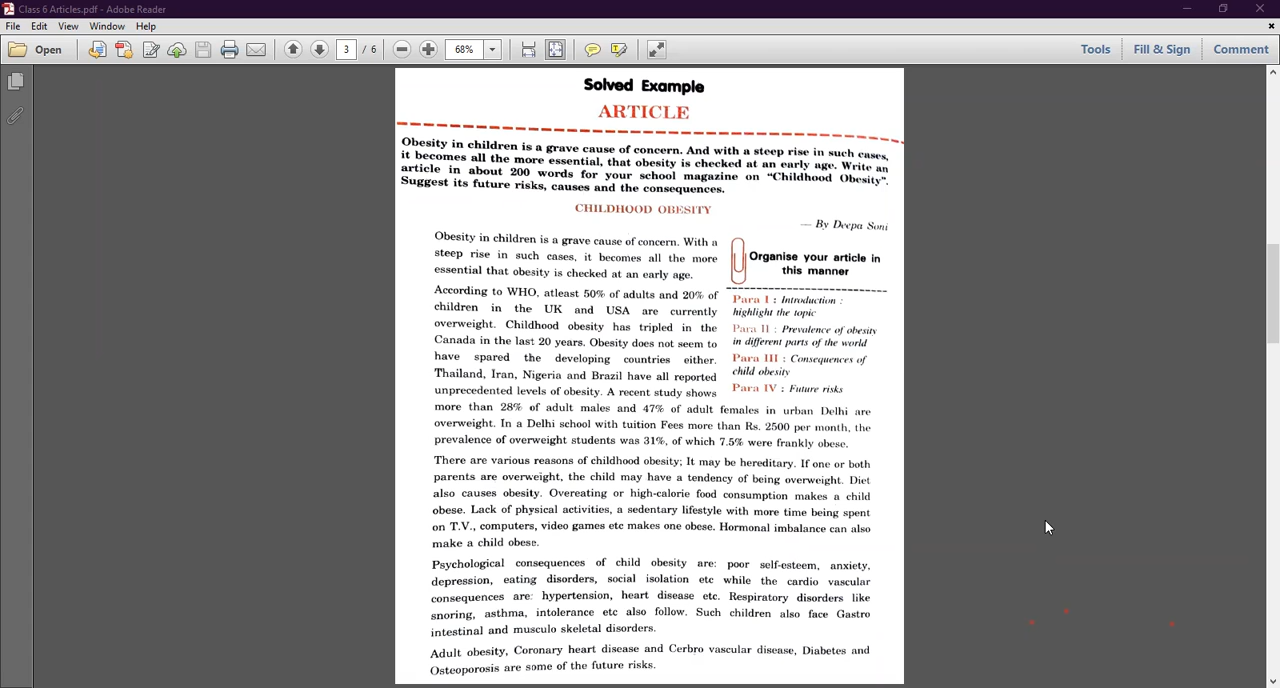 Class 6 Articles.pdf - Adobe Reader
File Edit View Window Help
Open 3 / 6 68% Tools Fill & Sign Comment
Solved Example
ARTICLE
Obesity in children is a grave cause of concern. And with a steep rise in such cases,
it becomes all the more essential, that obesity is checked at an early age. Write an
article in about 200 words for your school magazine on “Childhood Obesity”.
Suggest its future risks, causes and the consequences.
CHILDHOOD OBESITY
— By Deepa Soni
Obesity in children is a grave cause of concern. With a
steep rise in such cases, it becomes all the more
essential that obesity is checked at an early age.
According to WHO, atleast 50% of adults and 20% of
children in the UK and USA are currently
overweight. Childhood obesity has tripled in the
Canada in the last 20 years. Obesity does not seem to
have spared the developing countries either.
Thailand, Iran, Nigeria and Brazil have all reported
unprecedented levels of obesity. A recent study shows
more than 28% of adult males and 47% of adult females in urban Delhi are
overweight. In a Delhi school with tuition Fees more than Rs. 2500 per month, the
prevalence of overweight students was 31%, of which 7.5% were frankly obese.
Organise your article in
this manner
Para I : Introduction :
highlight the topic
Para II : Prevalence of obesity
in different parts of the world
Para III : Consequences of
child obesity
Para IV : Future risks
There are various reasons of childhood obesity; It may be hereditary. If one or both
parents are overweight, the child may have a tendency of being overweight. Diet
also causes obesity. Overeating or high-calorie food consumption makes a child
obese. Lack of physical activities, a sedentary lifestyle with more time being spent
on T.V., computers, video games etc makes one obese. Hormonal imbalance can also
make a child obese.
Psychological consequences of child obesity are: poor self-esteem, anxiety,
depression, eating disorders, social isolation etc while the cardio vascular
consequences are: hypertension, heart disease etc. Respiratory disorders like
snoring, asthma, intolerance etc also follow. Such children also face Gastro
intestinal and musculo skeletal disorders.
Adult obesity, Coronary heart disease and Cerbro vascular disease, Diabetes and
Osteoporosis are some of the future risks.